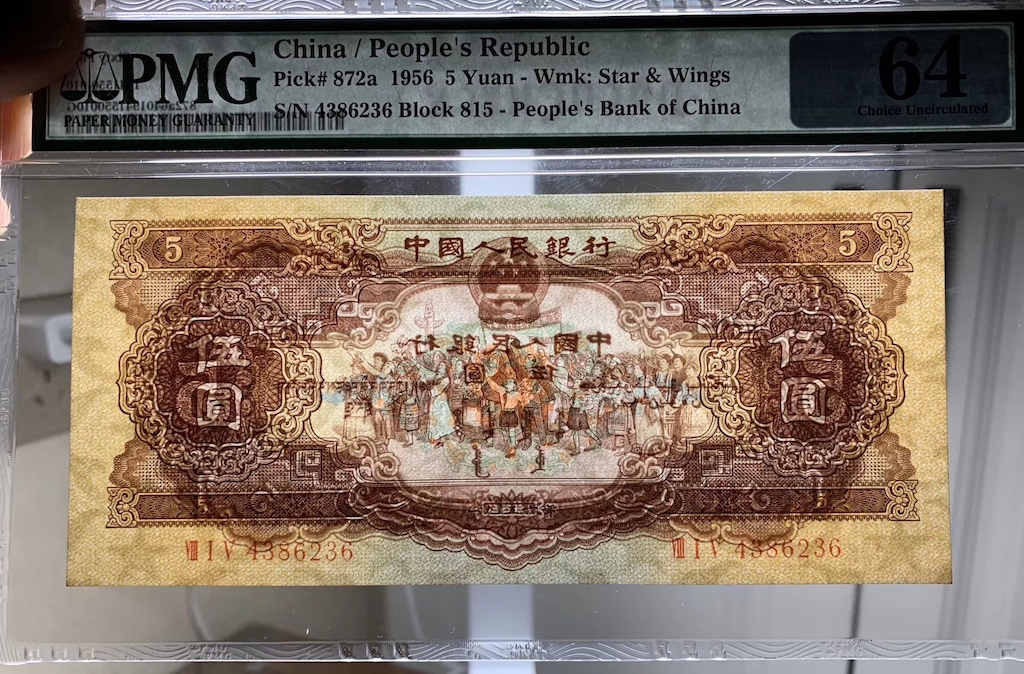 PMG
PAPER MONEY GUARANTY
China / People's Republic
Pick# 872a 1956 5 Yuan - Wmk: Star & Wings
S/N 4386236 Block 815 - People's Bank of China
64
Choice Uncirculated
5
中國人民銀行
5
伍圓
伍圓
VIII I V 4386236
VIII I V 4386236